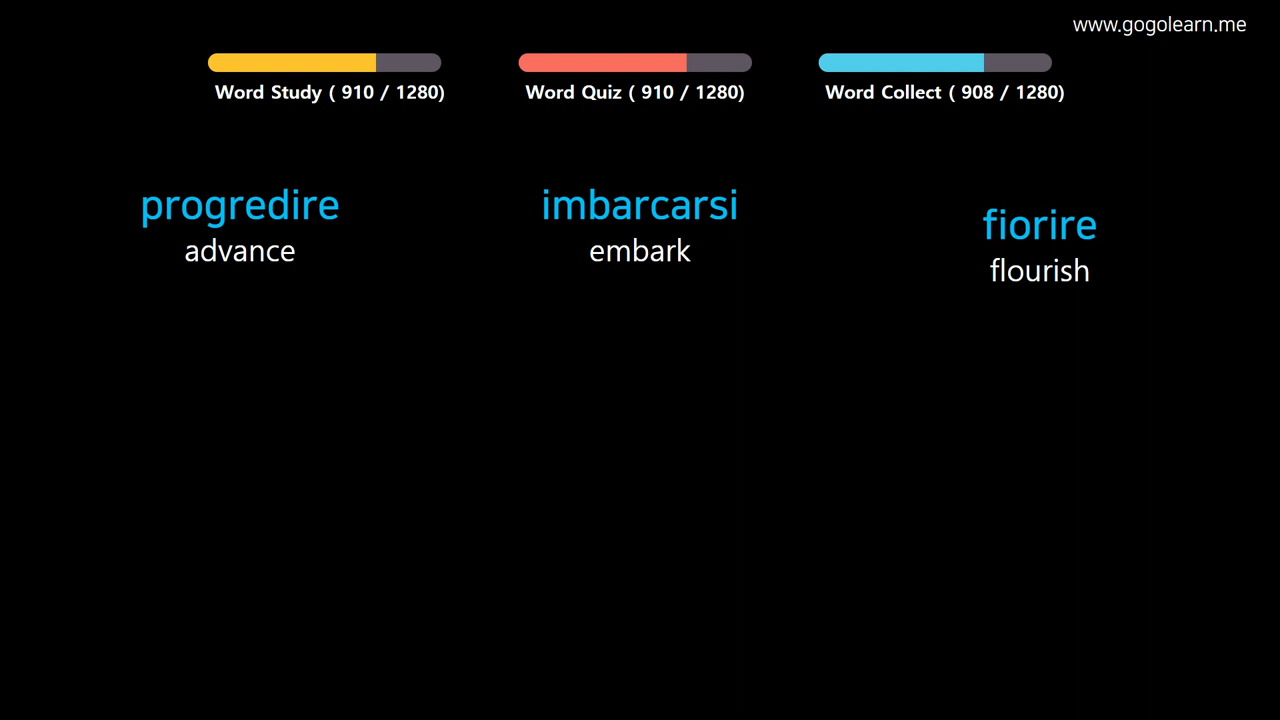 www.gogolearn.me
Word Study ( 910 / 1280)
Word Quiz ( 910 / 1280)
Word Collect ( 908 / 1280)
progredire
advance
imbarcarsi
embark
fiorire
flourish